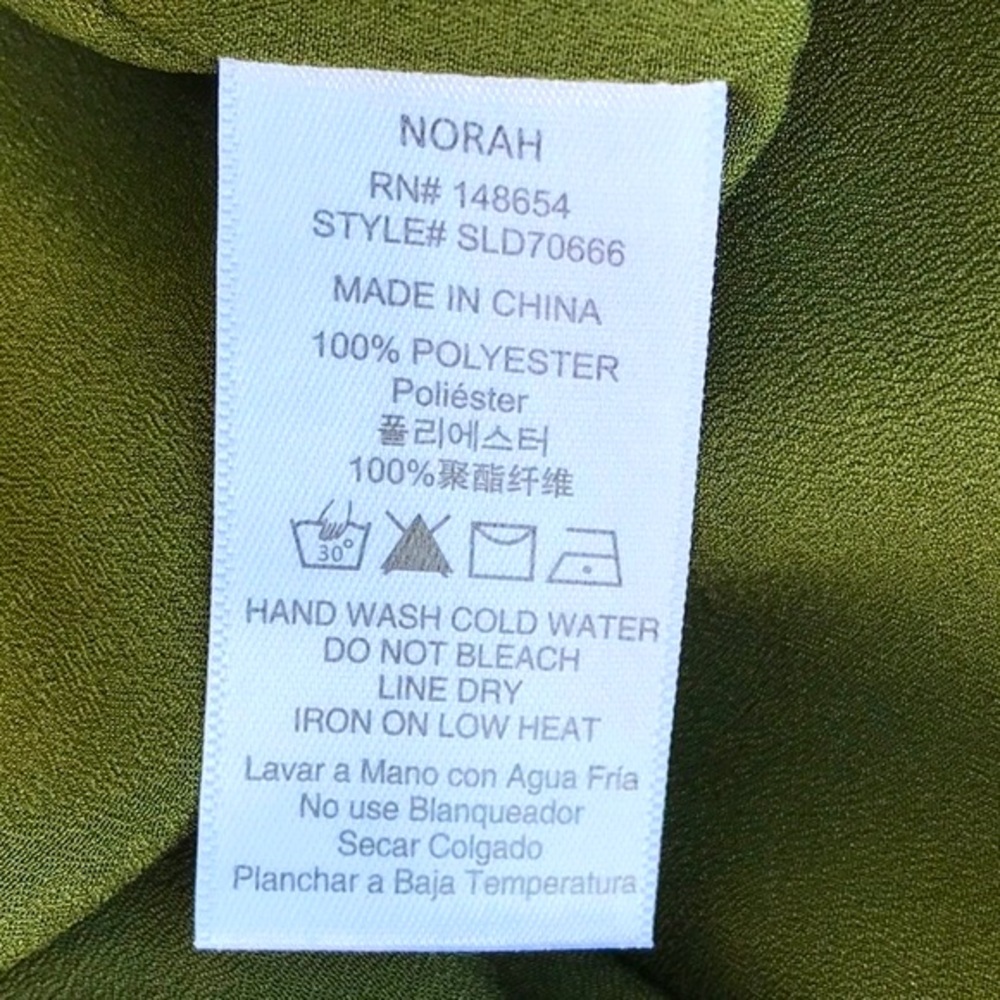 NORAH
RN# 148654
STYLE# SLD70666
MADE IN CHINA
100% POLYESTER
Poliéster
폴리에스터
100%聚酯纤维
30°
HAND WASH COLD WATER
DO NOT BLEACH
LINE DRY
IRON ON LOW HEAT
Lavar a Mano con Agua Fría
No use Blanqueador
Secar Colgado
Planchar a Baja Temperatura